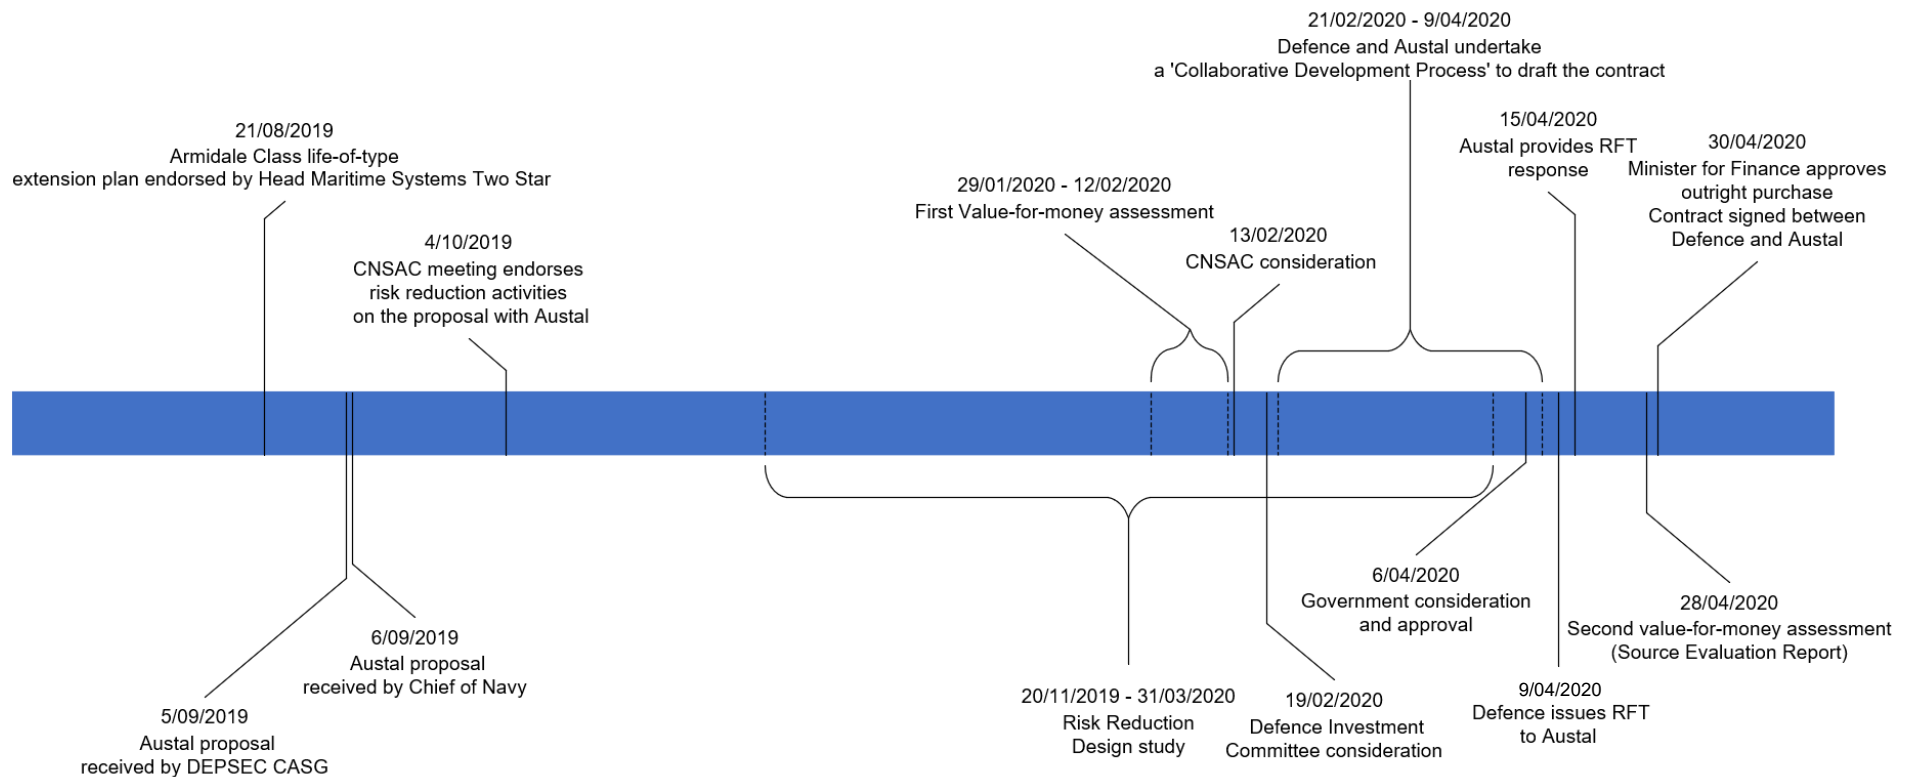 21/02/2020 - 9/04/2020
Defence and Austal undertake
a 'Collaborative Development Process' to draft the contract
21/08/2019
Armidale Class life-of-type
extension plan endorsed by Head Maritime Systems Two Star
15/04/2020
Austal provides RFT
response
30/04/2020
Minister for Finance approves
outright purchase
Contract signed between
Defence and Austal
29/01/2020 - 12/02/2020
First Value-for-money assessment
4/10/2019
CNSAC meeting endorses
risk reduction activities
on the proposal with Austal
13/02/2020
CNSAC consideration
5/09/2019
Austal proposal
received by DEPSEC CASG
6/09/2019
Austal proposal
received by Chief of Navy
20/11/2019 - 31/03/2020
Risk Reduction
Design study
19/02/2020
Defence Investment
Committee consideration
6/04/2020
Government consideration
and approval
9/04/2020
Defence issues RFT
to Austal
28/04/2020
Second value-for-money assessment
(Source Evaluation Report)